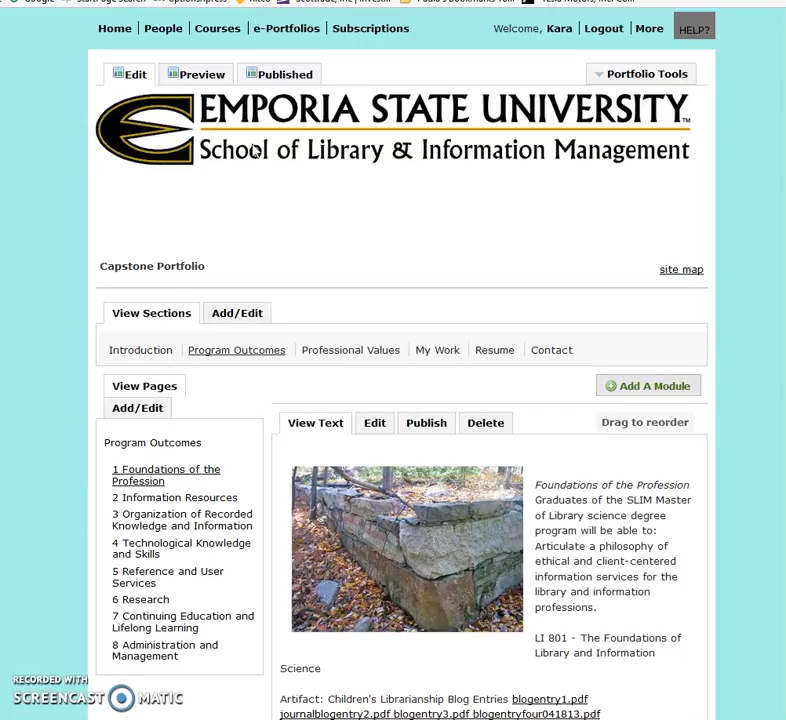 Home People Courses e-Portfolios Subscriptions Welcome, Kara Logout More HELP?
Edit Preview Published Portfolio Tools
EMPORIA STATE UNIVERSITY™
School of Library & Information Management
Capstone Portfolio site map
View Sections Add/Edit
Introduction Program Outcomes Professional Values My Work Resume Contact
View Pages
Add A Module
Add/Edit
View Text Edit Publish Delete Drag to reorder
Program Outcomes
1 Foundations of the
Profession
2 Information Resources
3 Organization of Recorded
Knowledge and Information
4 Technological Knowledge
and Skills
5 Reference and User
Services
6 Research
7 Continuing Education and
Lifelong Learning
8 Administration and
Management
Foundations of the Profession
Graduates of the SLIM Master
of Library science degree
program will be able to:
Articulate a philosophy of
ethical and client-centered
information services for the
library and information
professions.
LI 801 - The Foundations of
Library and Information
Science
Artifact: Children's Librarianship Blog Entries blogentry1.pdf
journalblogentry2.pdf blogentry3.pdf blogentryfour041813.pdf
RECORDED WITH
SCREENCAST MATIC